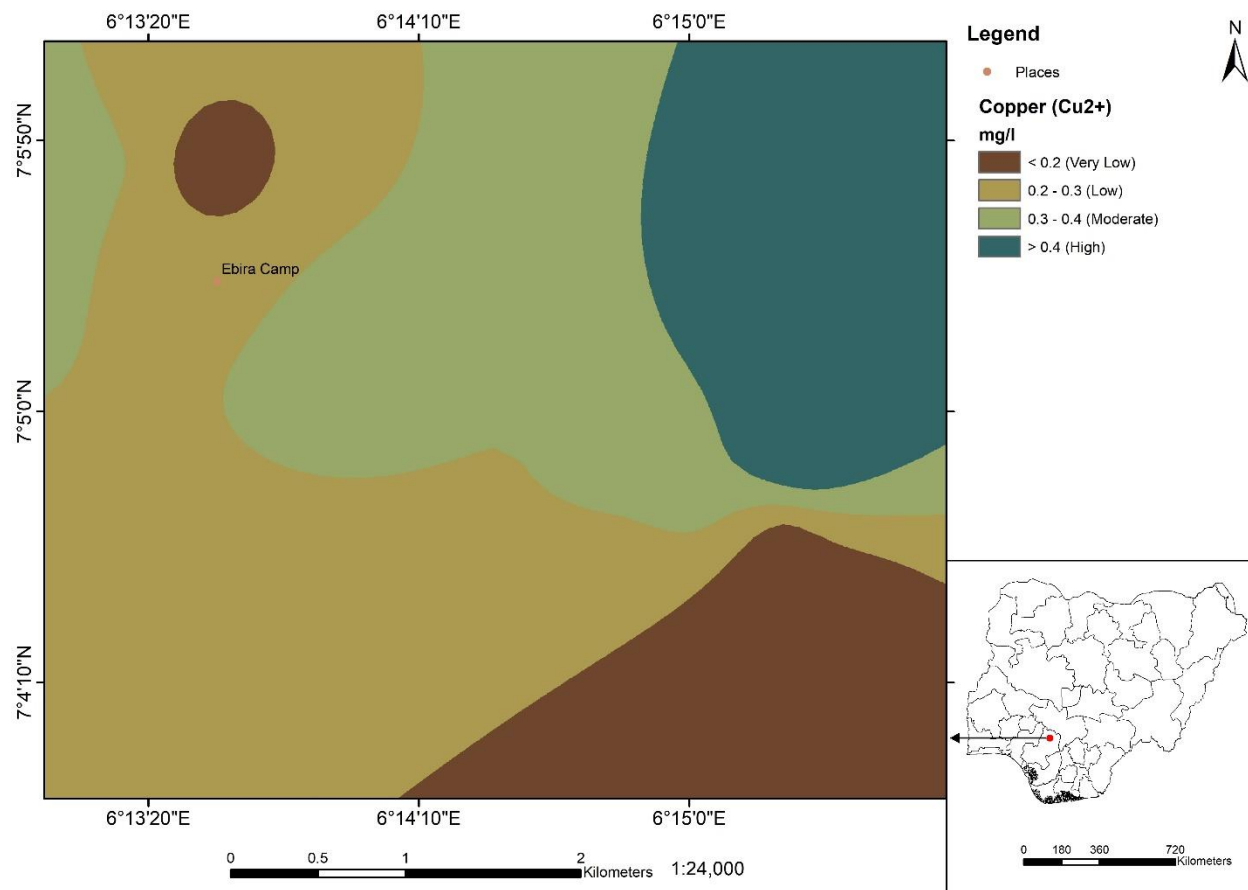 6°13'20"E 6°14'10"E 6°15'0"E
7°5'50"N
7°5'0"N
7°4'10"N
Ebira Camp
6°13'20"E 6°14'10"E 6°15'0"E
0 0.5 1 2
Kilometers
1:24,000
Legend
N
Places
Copper (Cu2+)
mg/l
< 0.2 (Very Low)
0.2 - 0.3 (Low)
0.3 - 0.4 (Moderate)
> 0.4 (High)
0 180 360 720
Kilometers